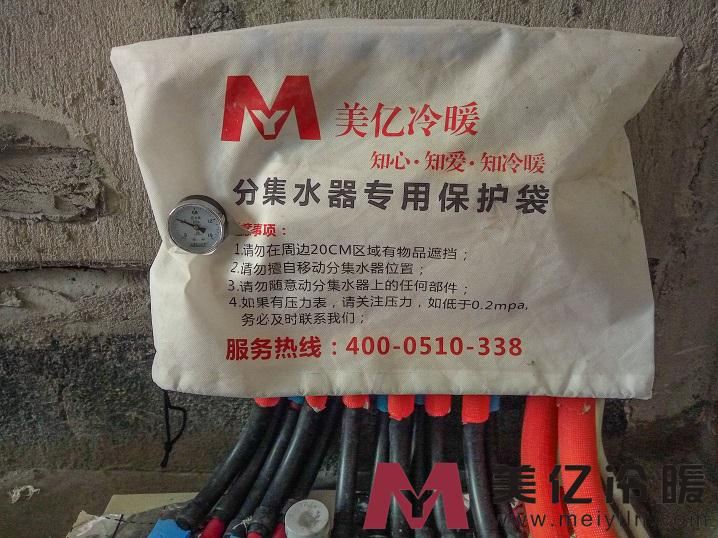 MY 美亿冷暖
知心·知爱·知冷暖
分集水器专用保护袋
事项：
1.请勿在周边20CM区域有物品遮挡；
2.请勿擅自移动分集水器位置；
3.请勿随意动分集水器上的任何部件；
4.如果有压力表，请关注压力，如低于0.2mpa,
务必及时联系我们；
服务热线：400-0510-338
MY 美亿冷暖